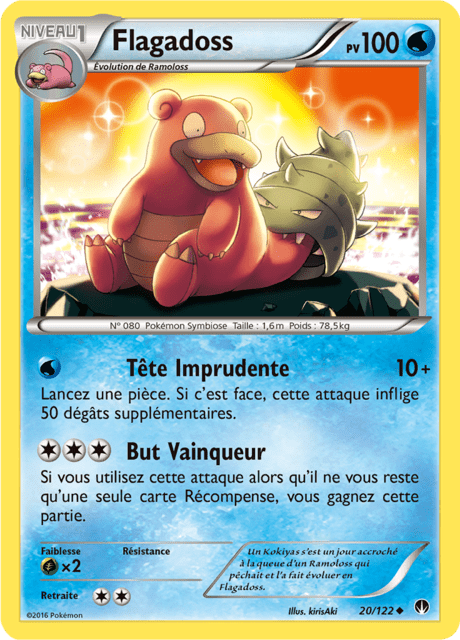 NIVEAU 1
Flagadoss
PV 100
Évolution de Ramoloss
N° 080 Pokémon Symbiose Taille : 1,6m Poids : 78,5kg
Tête Imprudente 10+
Lancez une pièce. Si c'est face, cette attaque inflige
50 dégâts supplémentaires.
But Vainqueur
Si vous utilisez cette attaque alors qu'il ne vous reste
qu'une seule carte Récompense, vous gagnez cette
partie.
Faiblesse Résistance
×2
Retraite
Un Kokiyas s'est un jour accroché
à la queue d'un Ramoloss qui
pêchait et l'a fait évoluer en
Flagadoss.
©2016 Pokémon Illus. kirisAki 20/122